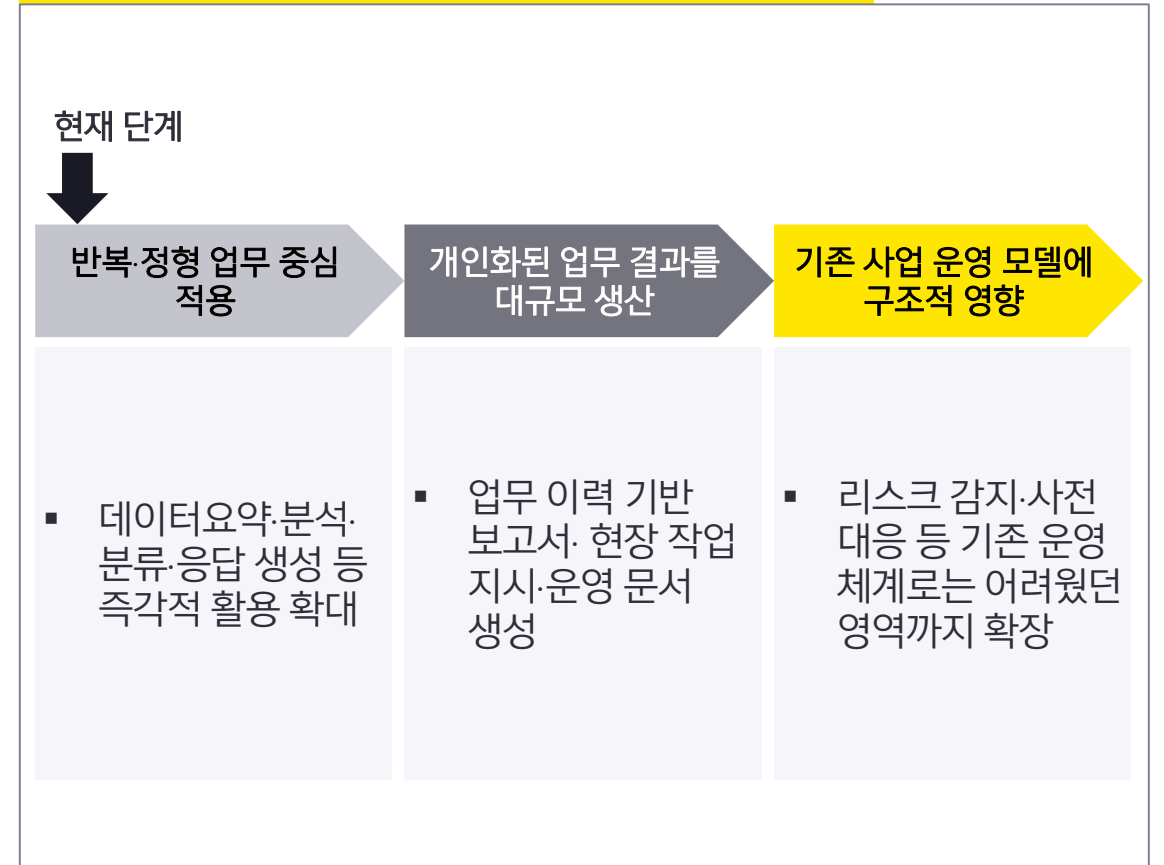 현재 단계
반복·정형 업무 중심
적용
개인화된 업무 결과를
대규모 생산
기존 사업 운영 모델에
구조적 영향
▪ 데이터요약·분석·
분류·응답 생성 등
즉각적 활용 확대
▪ 업무 이력 기반
보고서· 현장 작업
지시·운영 문서
생성
▪ 리스크 감지·사전
대응 등 기존 운영
체계로는 어려웠던
영역까지 확장